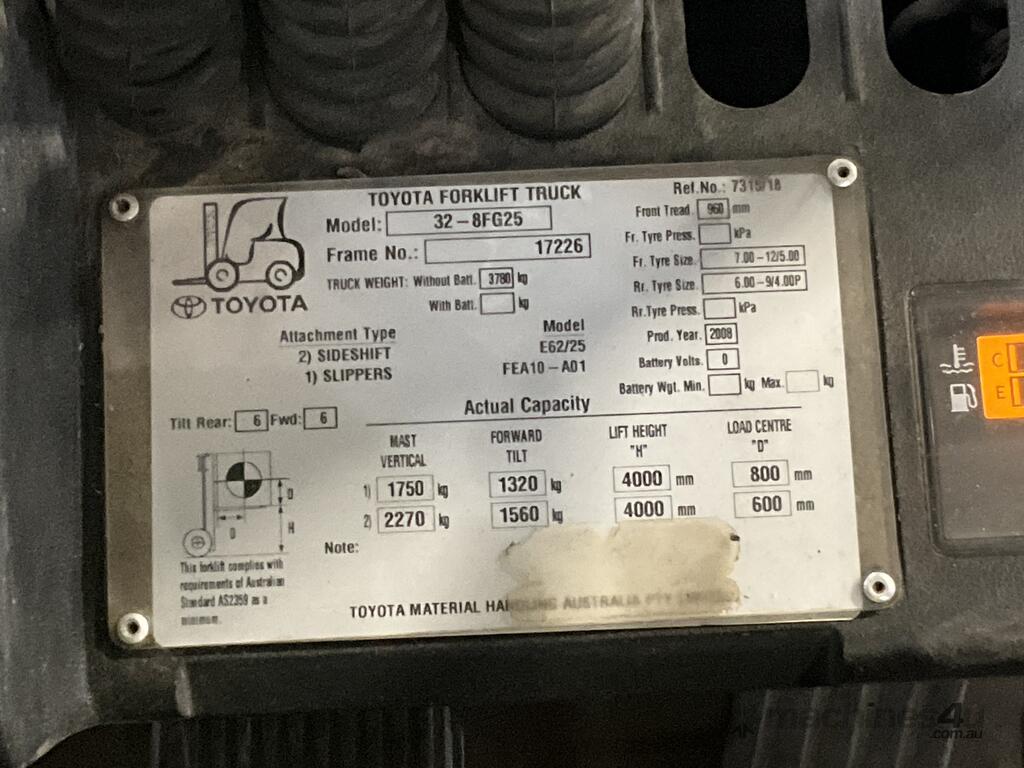 TOYOTA FORKLIFT TRUCK
Ref.No.: 7315/18
Model: 32-8FG25
Frame No.: 17226
TRUCK WEIGHT: Without Batt. 3780 kg
With Batt. kg
Front Tread. 960 mm
Fr. Tyre Press. kPa
Fr. Tyre Size. 7.00-12/5.00
Rr. Tyre Size. 6.00-9/4.00P
Rr.Tyre Press. kPa
Prod. Year. 2008
Battery Volts. 0
Battery Wgt. Min. kg Max. kg
TOYOTA
Attachment Type Model
2) SIDESHIFT E62/25
1) SLIPPERS FEA10-A01
Tilt Rear: 6 Fwd: 6
Actual Capacity
MAST VERTICAL
FORWARD TILT
LIFT HEIGHT "H"
LOAD CENTRE "D"
1) 1750 kg 1320 kg 4000 mm 800 mm
2) 2270 kg 1560 kg 4000 mm 600 mm
D
D
H
Note:
This forklift complies with
requirements of Australian
Standard AS2359 as a
minimum.
TOYOTA MATERIAL HANDLING AUSTRALIA PTY
C
E
machines4u
.com.au